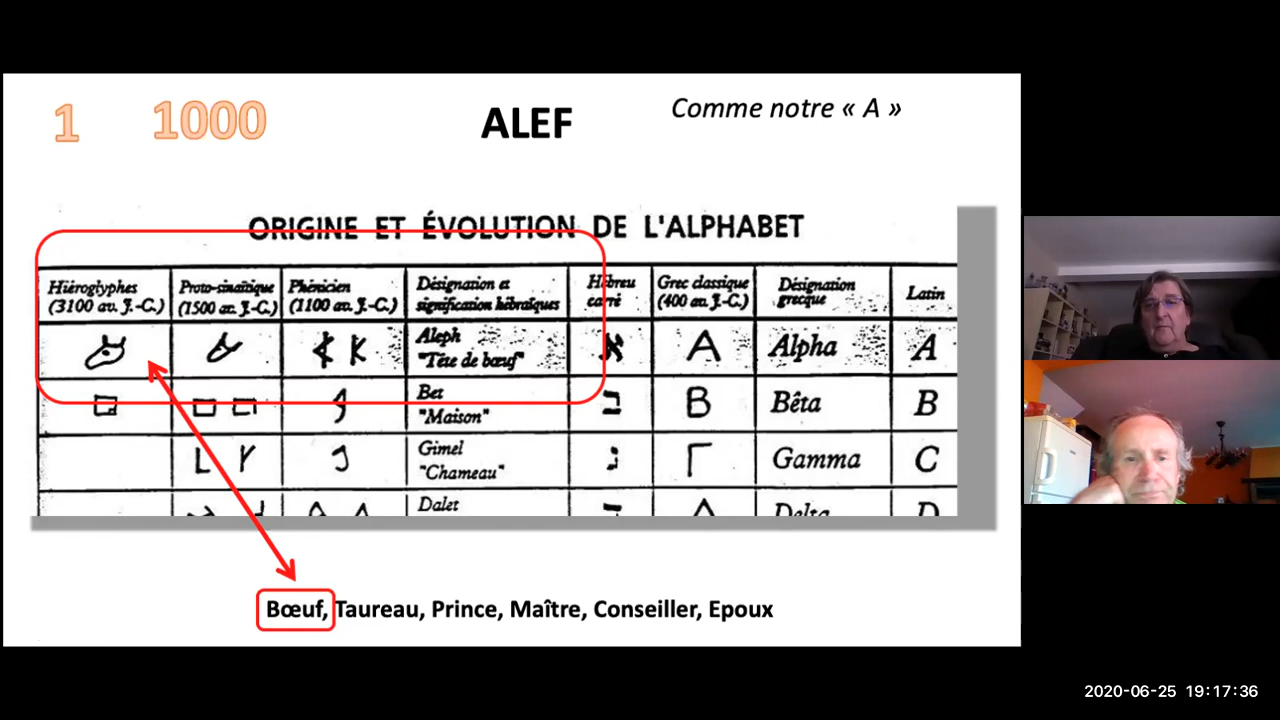 1 1000 ALEF Comme notre « A »
ORIGINE ET ÉVOLUTION DE L'ALPHABET
Hiéroglyphes (3100 av. J.-C.)
Proto-sinaïtique (1500 av. J.-C.)
Phénicien (1100 av. J.-C.)
Désignation et signification hébraïques
Hébreu carré
Grec classique (400 av. J.-C.)
Désignation grecque
Latin
Aleph "Tête de bœuf" א A Alpha A
Bet "Maison" ב B Bêta B
Gimel "Chameau" ג Γ Gamma C
Dalet ד Δ Delta D
Bœuf, Taureau, Prince, Maître, Conseiller, Epoux
2020-06-25 19:17:36